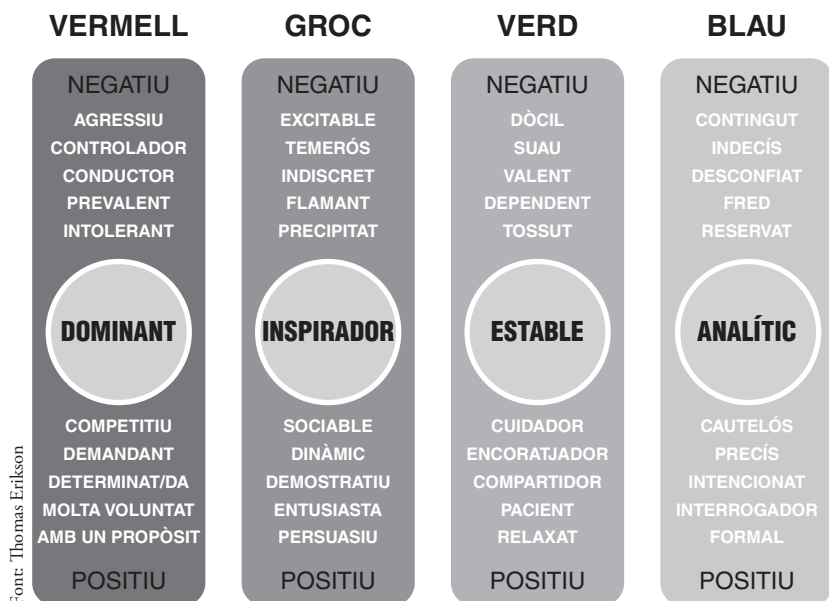 VERMELL
NEGATIU
AGRESSIU
CONTROLADOR
CONDUCTOR
PREVALENT
INTOLERANT
DOMINANT
COMPETITIU
DEMANDANT
DETERMINAT/DA
MOLTA VOLUNTAT
AMB UN PROPÒSIT
POSITIU
GROC
NEGATIU
EXCITABLE
TEMERÓS
INDISCRET
FLAMANT
PRECIPITAT
INSPIRADOR
SOCIABLE
DINÀMIC
DEMOSTRATIU
ENTUSIASTA
PERSUASIU
POSITIU
VERD
NEGATIU
DÒCIL
SUAU
VALENT
DEPENDENT
TOSSUT
ESTABLE
CUIDADOR
ENCORATJADOR
COMPARTIDOR
PACIENT
RELAXAT
POSITIU
BLAU
NEGATIU
CONTINGUT
INDECÍS
DESCONFIAT
FRED
RESERVAT
ANALÍTIC
CAUTELÓS
PRECÍS
INTENCIONAT
INTERROGADOR
FORMAL
POSITIU
Font: Thomas Erikson